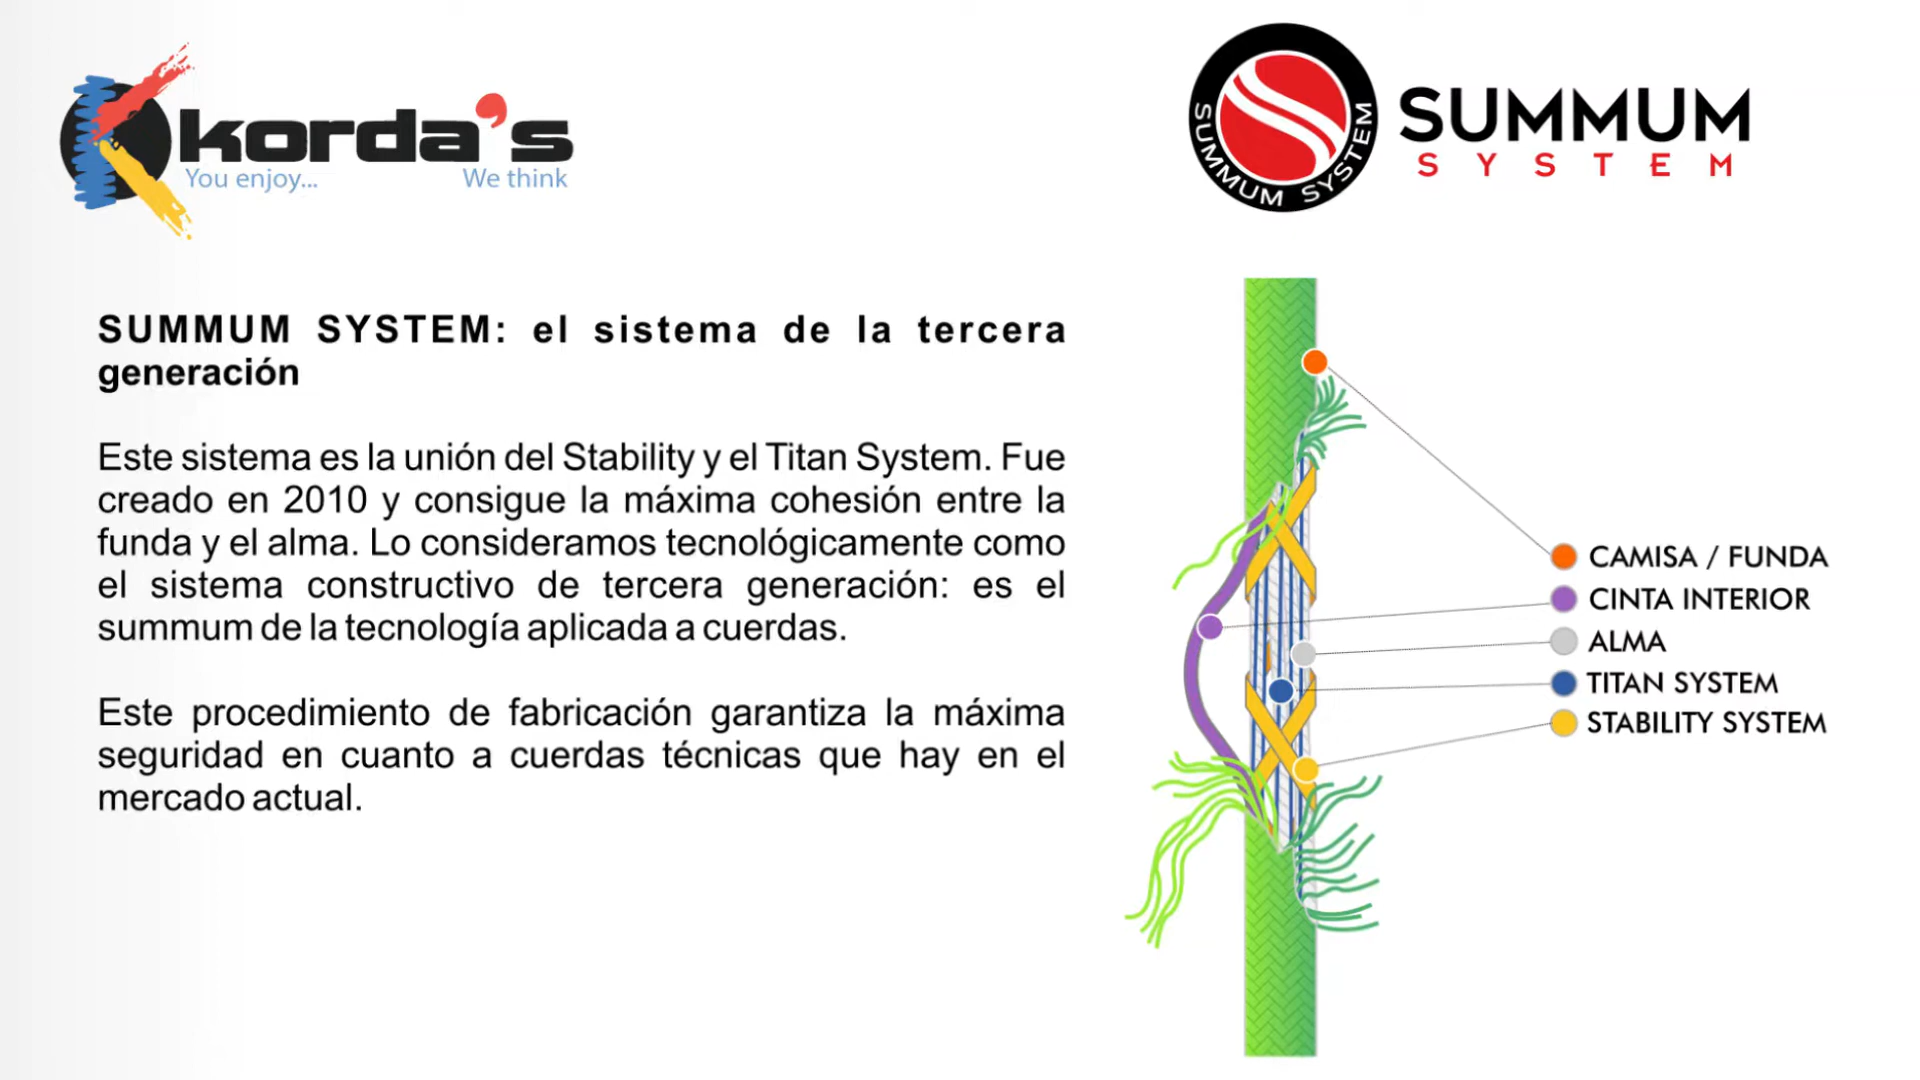 korda's
You enjoy... We think
SUMMUM SYSTEM
SUMMUM
SYSTEM
SUMMUM SYSTEM: el sistema de la tercera
generación
Este sistema es la unión del Stability y el Titan System. Fue
creado en 2010 y consigue la máxima cohesión entre la
funda y el alma. Lo consideramos tecnológicamente como
el sistema constructivo de tercera generación: es el
summum de la tecnología aplicada a cuerdas.
Este procedimiento de fabricación garantiza la máxima
seguridad en cuanto a cuerdas técnicas que hay en el
mercado actual.
CAMISA / FUNDA
CINTA INTERIOR
ALMA
TITAN SYSTEM
STABILITY SYSTEM